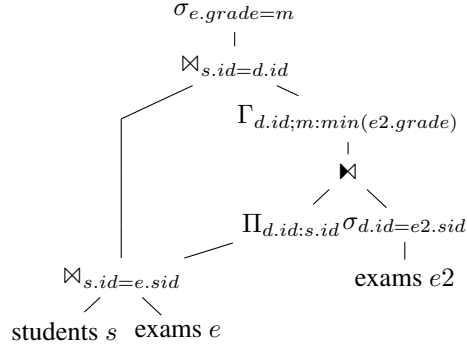 σ_{e.grade=m}
⋈_{s.id=d.id}
Γ_{d.id;m:min(e2.grade)}
⧑
Π_{d.id:s.id} σ_{d.id=e2.sid}
⋈_{s.id=e.sid} exams e2
students s exams e